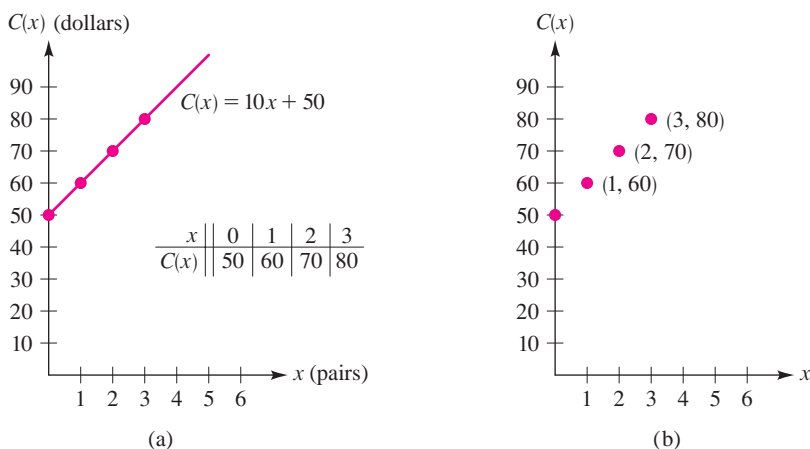 C(x) (dollars)
90
80
70
60
50
40
30
20
10
C(x) = 10x + 50
x 0 1 2 3
C(x) 50 60 70 80
1 2 3 4 5 6
x (pairs)
(a)
C(x)
90
80
70
60
50
40
30
20
10
(3, 80)
(2, 70)
(1, 60)
1 2 3 4 5 6
x
(b)